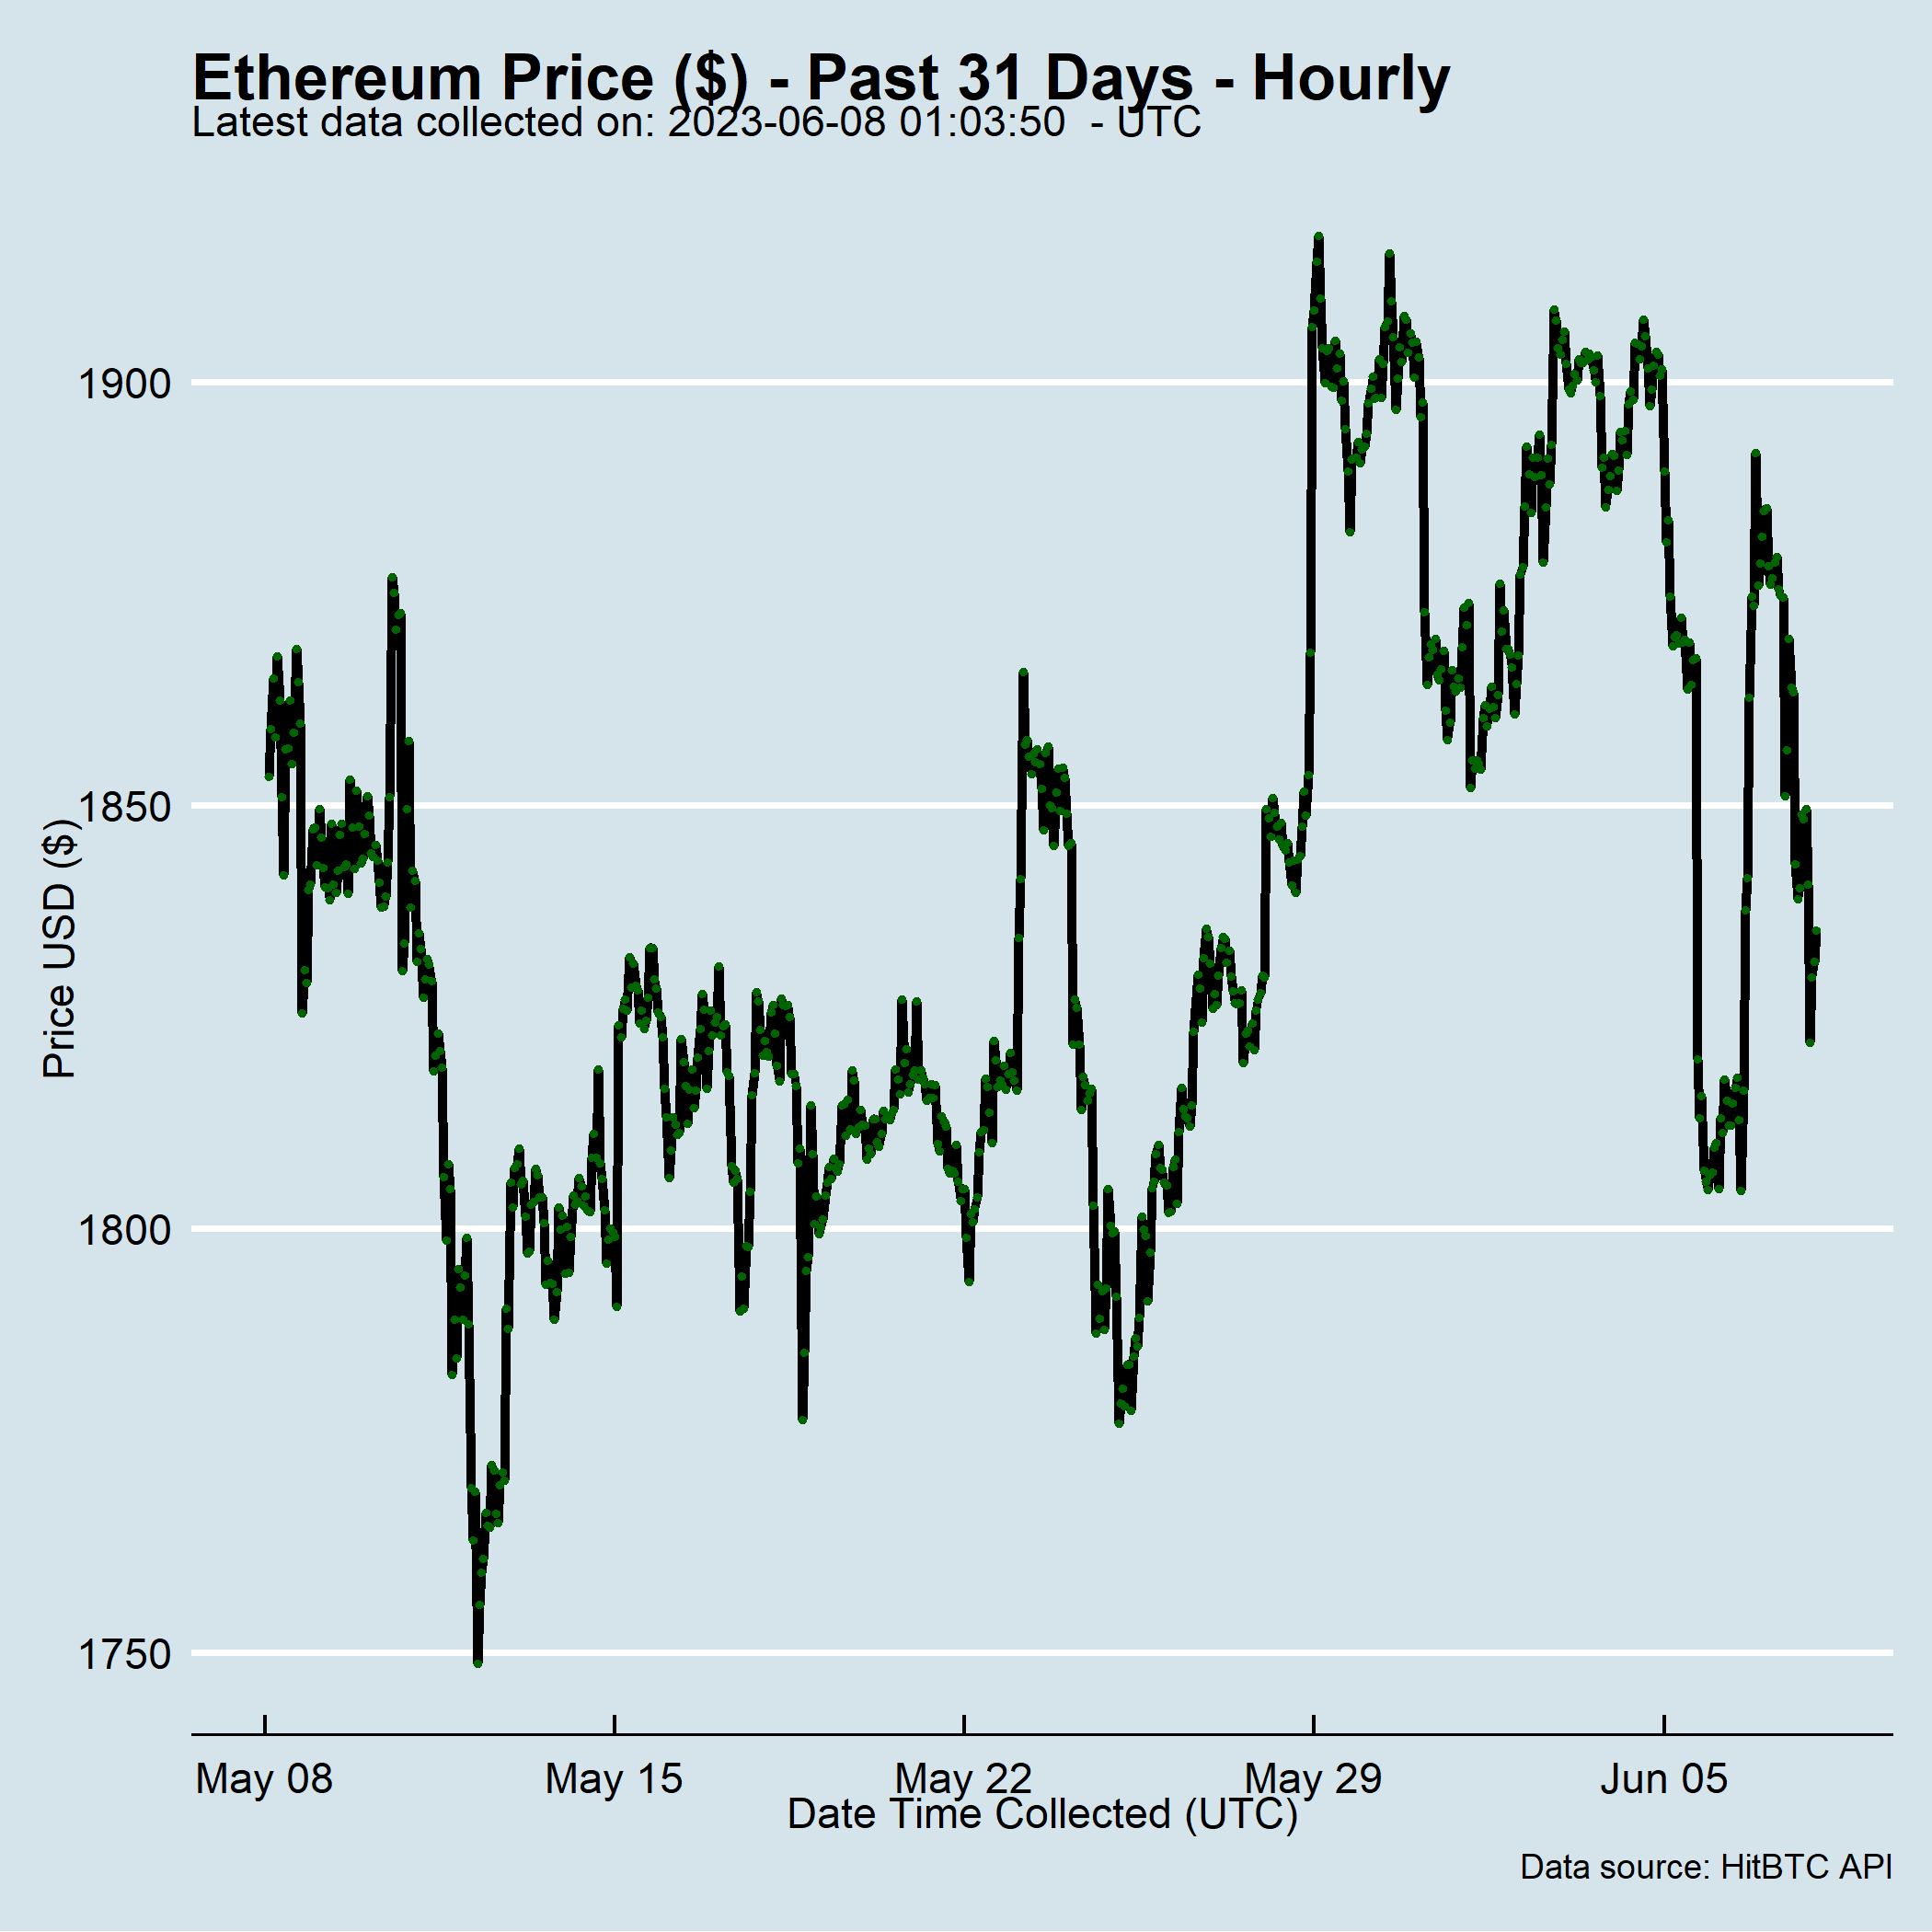 Ethereum Price ($) - Past 31 Days - Hourly
Latest data collected on: 2023-06-08 01:03:50  - UTC
Price USD ($)
1900
1850
1800
1750
May 08 May 15 May 22 May 29 Jun 05
Date Time Collected (UTC)
Data source: HitBTC API